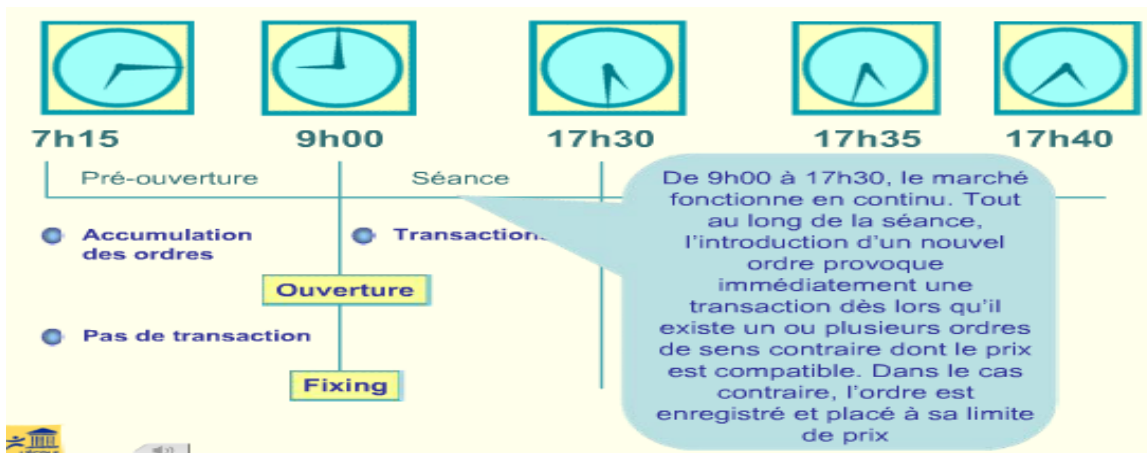 7h15
9h00
17h30
17h35
17h40
Pré-ouverture
Séance
Accumulation
des ordres
Transaction
Ouverture
Pas de transaction
Fixing
De 9h00 à 17h30, le marché
fonctionne en continu. Tout
au long de la séance,
l'introduction d'un nouvel
ordre provoque
immédiatement une
transaction dès lors qu'il
existe un ou plusieurs ordres
de sens contraire dont le prix
est compatible. Dans le cas
contraire, l'ordre est
enregistré et placé à sa limite
de prix